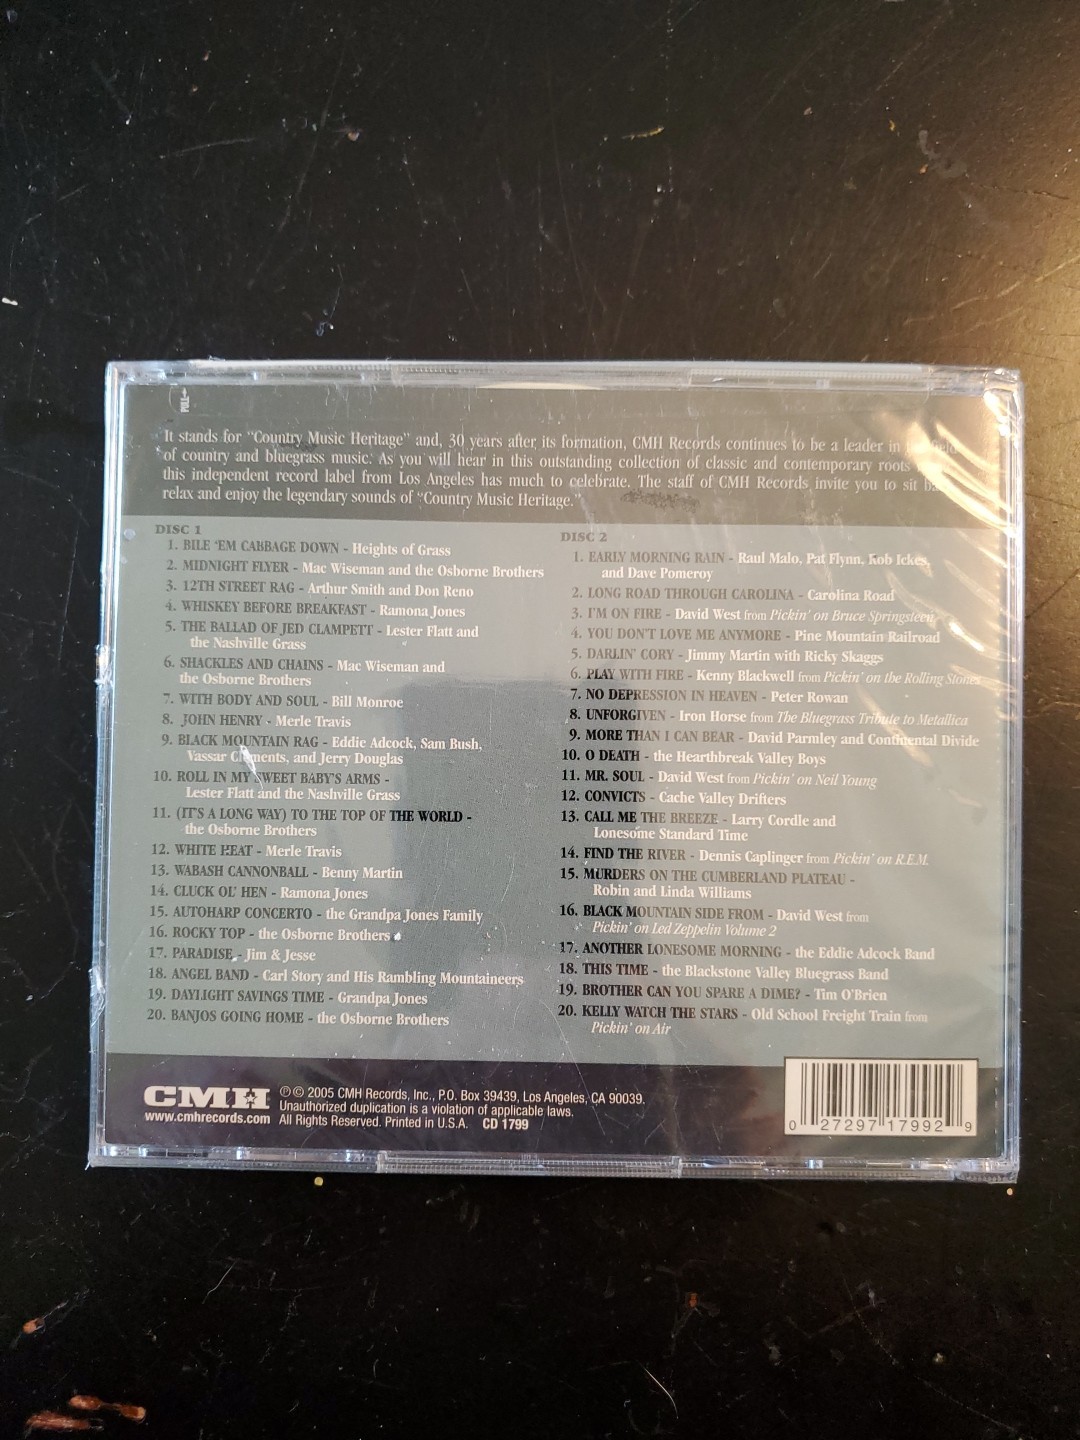 PULL
It stands for "Country Music Heritage" and, 30 years after its formation, CMH Records continues to be a leader in
of country and bluegrass music. As you will hear in this outstanding collection of classic and contemporary roots
this independent record label from Los Angeles has much to celebrate. The staff of CMH Records invite you to sit
relax and enjoy the legendary sounds of "Country Music Heritage."
DISC 1
1. BILE 'EM CABBAGE DOWN - Heights of Grass
2. MIDNIGHT FLYER - Mac Wiseman and the Osborne Brothers
3. 12TH STREET RAG - Arthur Smith and Don Reno
4. WHISKEY BEFORE BREAKFAST - Ramona Jones
5. THE BALLAD OF JED CLAMPETT - Lester Flatt and
the Nashville Grass
6. SHACKLES AND CHAINS - Mac Wiseman and
the Osborne Brothers
7. WITH BODY AND SOUL - Bill Monroe
8. JOHN HENRY - Merle Travis
9. BLACK MOUNTAIN RAG - Eddie Adcock, Sam Bush,
Vassar Clements, and Jerry Douglas
10. ROLL IN MY SWEET BABY'S ARMS -
Lester Flatt and the Nashville Grass
11. (IT'S A LONG WAY) TO THE TOP OF THE WORLD -
the Osborne Brothers
12. WHITE HEAT - Merle Travis
13. WABASH CANNONBALL - Benny Martin
14. CLUCK OL' HEN - Ramona Jones
15. AUTOHARP CONCERTO - the Grandpa Jones Family
16. ROCKY TOP - the Osborne Brothers
17. PARADISE - Jim & Jesse
18. ANGEL BAND - Carl Story and His Rambling Mountaineers
19. DAYLIGHT SAVINGS TIME - Grandpa Jones
20. BANJOS GOING HOME - the Osborne Brothers
DISC 2
1. EARLY MORNING RAIN - Raul Malo, Pat Flynn, Rob Ickes,
and Dave Pomeroy
2. LONG ROAD THROUGH CAROLINA - Carolina Road
3. I'M ON FIRE - David West from Pickin' on Bruce Springsteen
4. YOU DON'T LOVE ME ANYMORE - Pine Mountain Railroad
5. DARLIN' CORY - Jimmy Martin with Ricky Skaggs
6. PLAY WITH FIRE - Kenny Blackwell from Pickin' on the Rolling Stones
7. NO DEPRESSION IN HEAVEN - Peter Rowan
8. UNFORGIVEN - Iron Horse from The Bluegrass Tribute to Metallica
9. MORE THAN I CAN BEAR - David Parmley and Continental Divide
10. O DEATH - the Hearthbreak Valley Boys
11. MR. SOUL - David West from Pickin' on Neil Young
12. CONVICTS - Cache Valley Drifters
13. CALL ME THE BREEZE - Larry Cordle and
Lonesome Standard Time
14. FIND THE RIVER - Dennis Caplinger from Pickin' on R.E.M.
15. MURDERS ON THE CUMBERLAND PLATEAU -
Robin and Linda Williams
16. BLACK MOUNTAIN SIDE FROM - David West from
Pickin' on Led Zeppelin Volume 2
17. ANOTHER LONESOME MORNING - the Eddie Adcock Band
18. THIS TIME - the Blackstone Valley Bluegrass Band
19. BROTHER CAN YOU SPARE A DIME? - Tim O'Brien
20. KELLY WATCH THE STARS - Old School Freight Train from
Pickin' on Air
CMH
www.cmhrecords.com
℗ © 2005 CMH Records, Inc., P.O. Box 39439, Los Angeles, CA 90039.
Unauthorized duplication is a violation of applicable laws.
All Rights Reserved. Printed in U.S.A. CD 1799
0 27297 17992 9